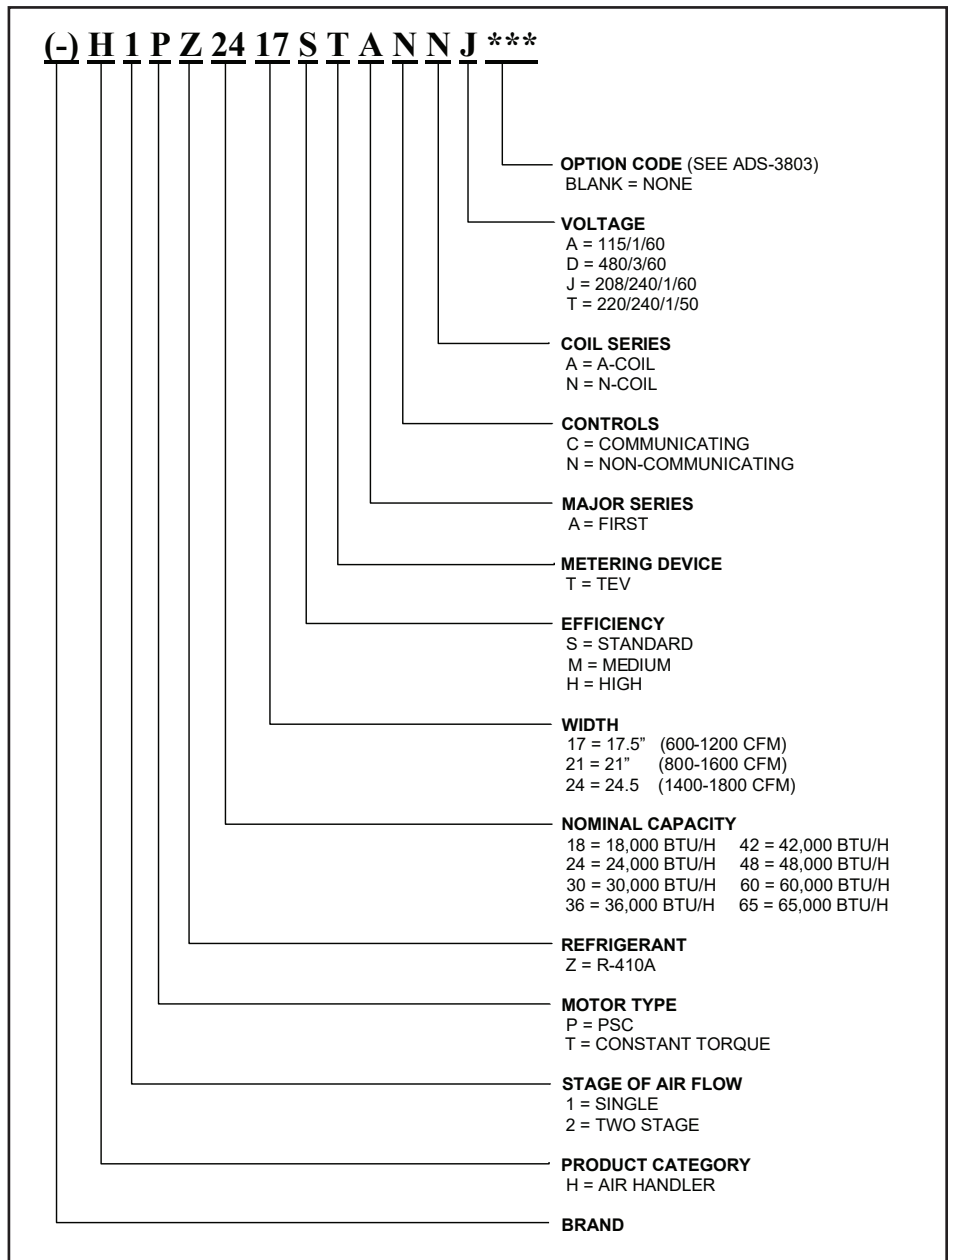 (-) H 1 P Z 24 17 S T A N N J ***
OPTION CODE (SEE ADS-3803)
BLANK = NONE
VOLTAGE
A = 115/1/60
D = 480/3/60
J = 208/240/1/60
T = 220/240/1/50
COIL SERIES
A = A-COIL
N = N-COIL
CONTROLS
C = COMMUNICATING
N = NON-COMMUNICATING
MAJOR SERIES
A = FIRST
METERING DEVICE
T = TEV
EFFICIENCY
S = STANDARD
M = MEDIUM
H = HIGH
WIDTH
17 = 17.5” (600-1200 CFM)
21 = 21” (800-1600 CFM)
24 = 24.5 (1400-1800 CFM)
NOMINAL CAPACITY
18 = 18,000 BTU/H 42 = 42,000 BTU/H
24 = 24,000 BTU/H 48 = 48,000 BTU/H
30 = 30,000 BTU/H 60 = 60,000 BTU/H
36 = 36,000 BTU/H 65 = 65,000 BTU/H
REFRIGERANT
Z = R-410A
MOTOR TYPE
P = PSC
T = CONSTANT TORQUE
STAGE OF AIR FLOW
1 = SINGLE
2 = TWO STAGE
PRODUCT CATEGORY
H = AIR HANDLER
BRAND